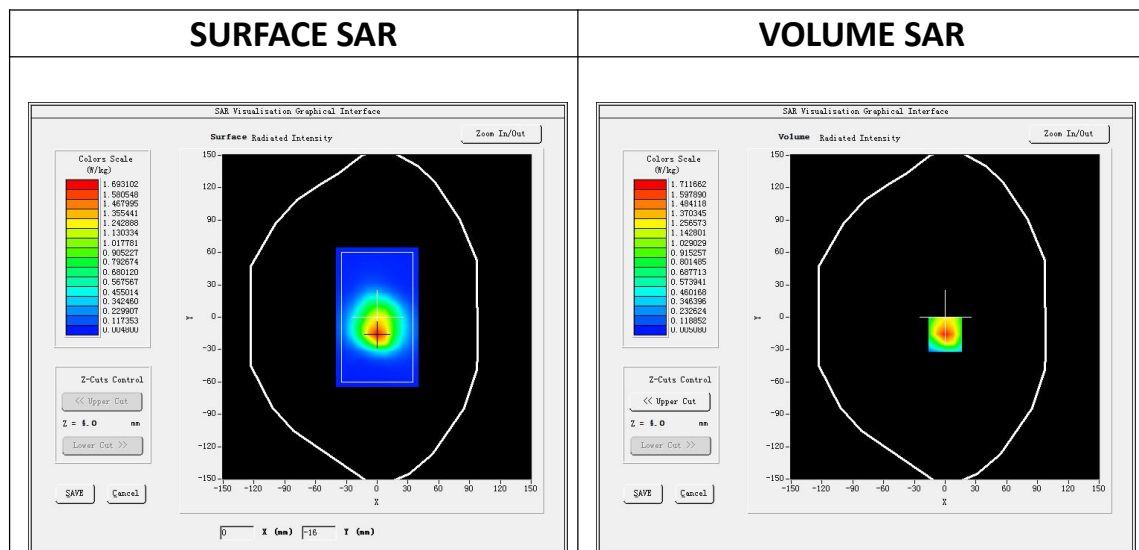 SURFACE SAR
VOLUME SAR
SAR Visualisation Graphical Interface
Surface Radiated Intensity
Zoom In/Out
Colors Scale
(W/kg)
1.693102
1.580548
1.467995
1.355441
1.242888
1.130334
1.017781
0.905227
0.792674
0.680120
0.567567
0.455014
0.342460
0.229907
0.117353
0.004800
150
120
90
60
30
0
-30
-60
-90
-120
-150
Y
-150 -120 -90 -60 -30 0 30 60 90 120 150
X
Z-Cuts Control
<< Upper Cut
Z = 4.0 mm
Lower Cut >>
SAVE Cancel
0 X (mm) -16 Y (mm)
SAR Visualisation Graphical Interface
Volume Radiated Intensity
Zoom In/Out
Colors Scale
(W/kg)
1.711662
1.597890
1.484118
1.370345
1.256573
1.142801
1.029029
0.915257
0.801485
0.687713
0.573941
0.460168
0.346396
0.232624
0.118852
0.005080
150
120
90
60
30
0
-30
-60
-90
-120
-150
Y
-150 -120 -90 -60 -30 0 30 60 90 120 150
X
Z-Cuts Control
<< Upper Cut
Z = 4.0 mm
Lower Cut >>
SAVE Cancel